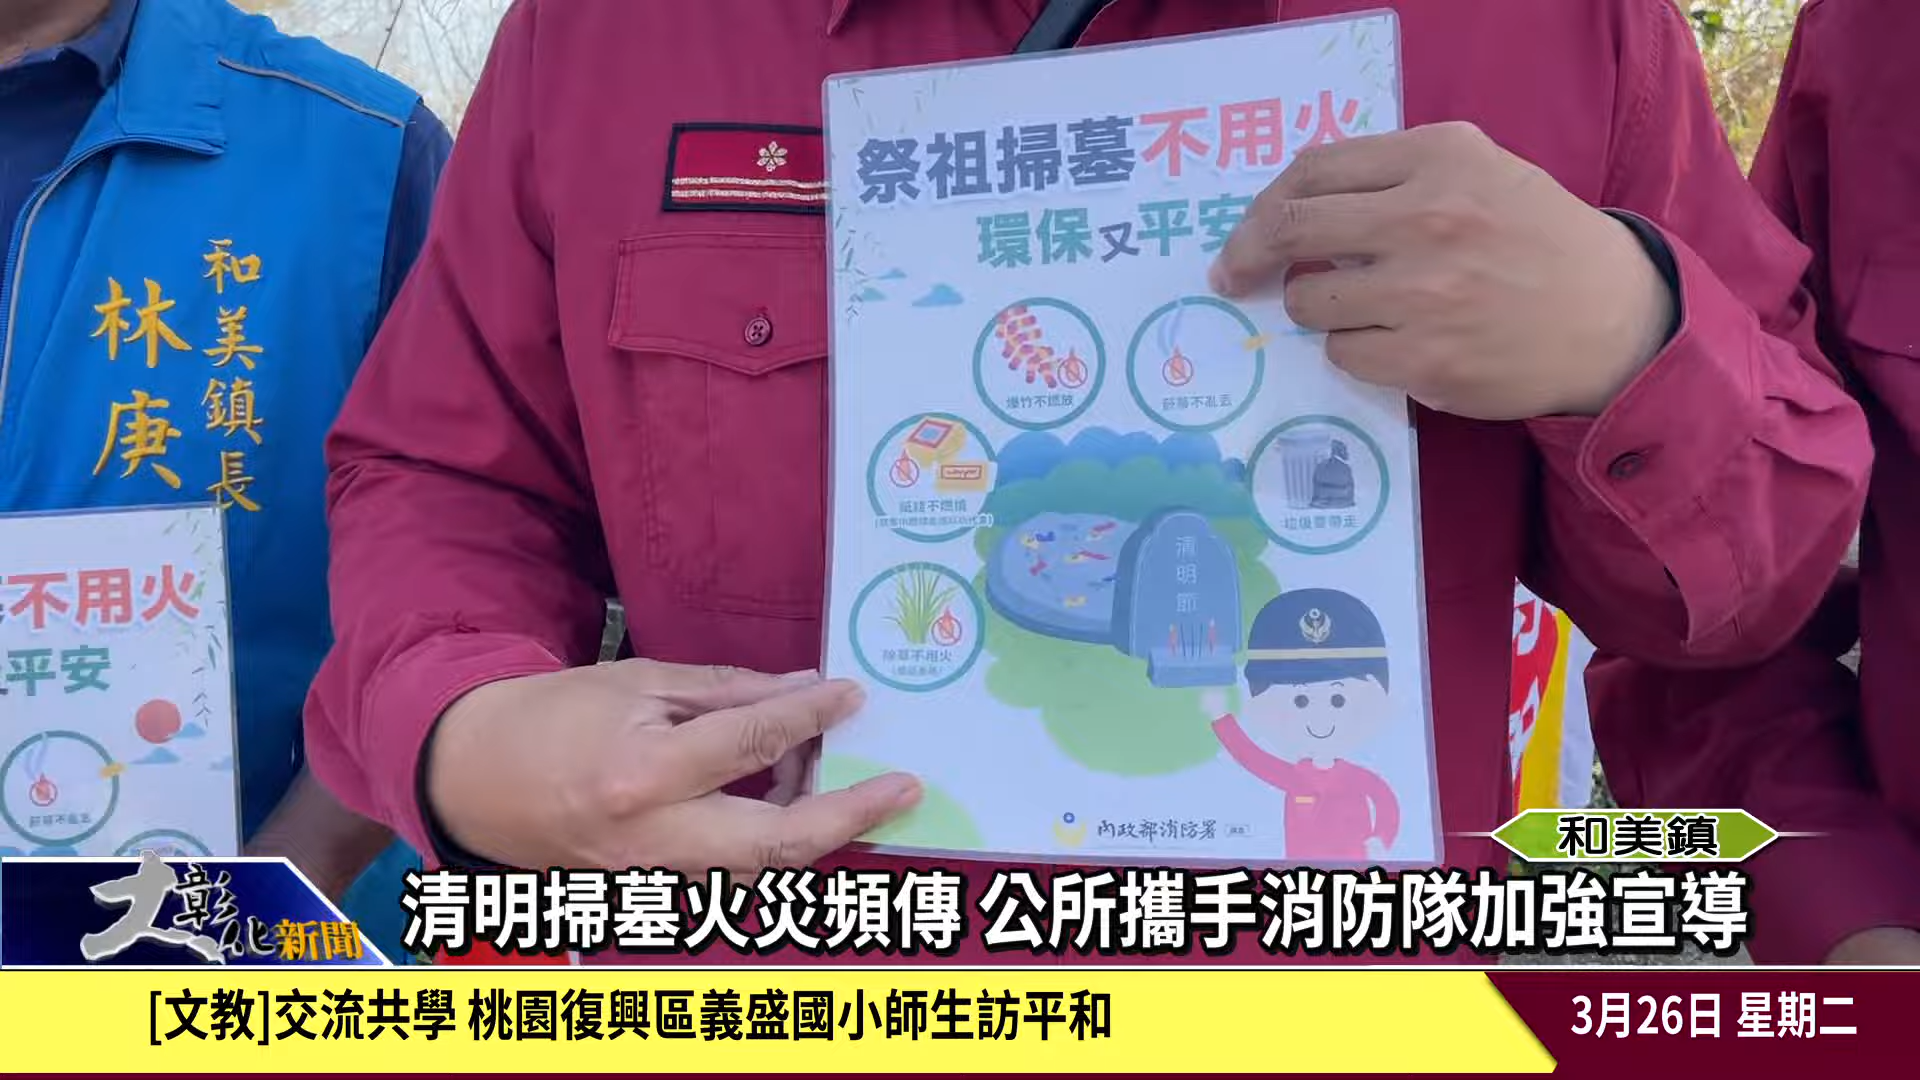 和美鎮長
林庚
祭祖掃墓不用火
環保又平安
爆竹不燃放
菸蒂不亂丟
紙錢不燃燒
垃圾要帶走
除草不用火
清明節
內政部消防署
不用火
平安
菸蒂不亂丟
和美鎮
大彰化新聞
清明掃墓火災頻傳 公所攜手消防隊加強宣導
[文教]交流共學 桃園復興區義盛國小師生訪平和
3月26日 星期二